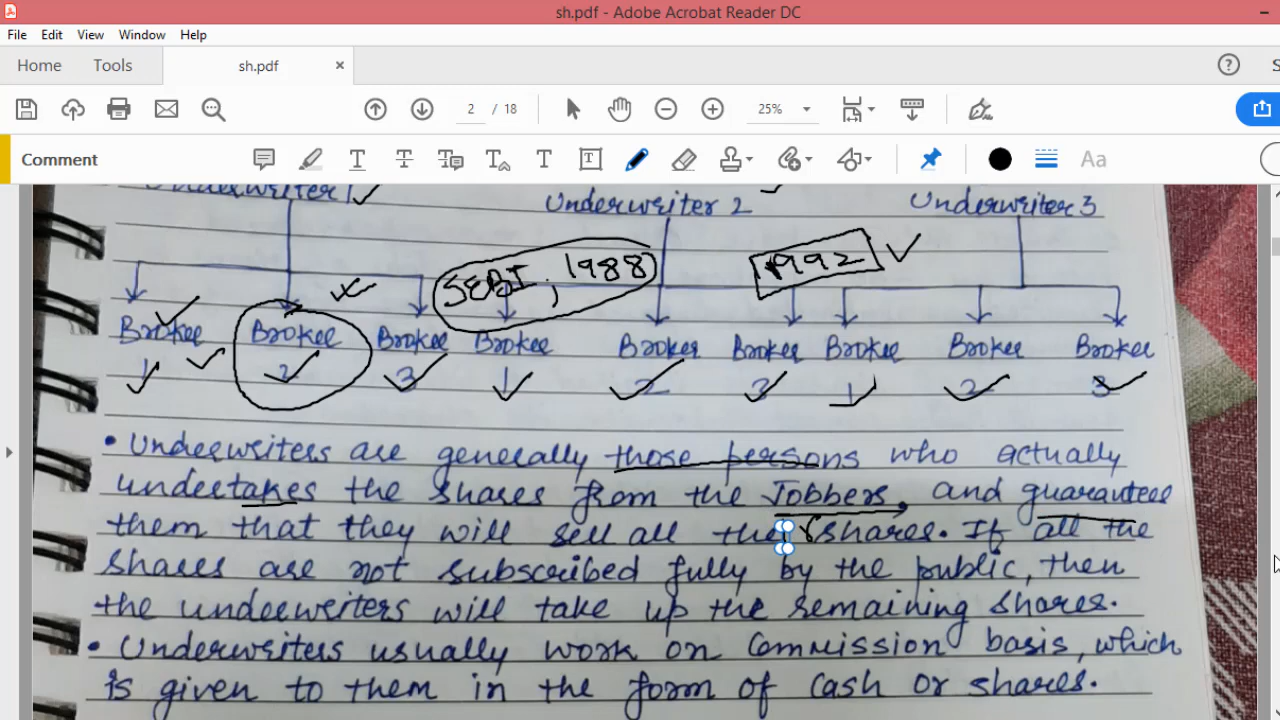 sh.pdf - Adobe Acrobat Reader DC
File Edit View Window Help
Home Tools sh.pdf ×
2 / 18 25%
Comment
Underwriter 1 Underwriter 2 Underwriter 3
SEBI, 1988 1992
Broker Broker Broker Broker Broker Broker Broker Broker Broker
1 2 3 1 2 3 1 2 3
• Underwriters are generally those persons who actually
undertakes the shares from the Jobbers, and guarantees
them that they will sell all the shares. If all the
shares are not subscribed fully by the public, then
the underweiters will take up the remaining shares.
• Underwriters usually work on Commission basis, which
is given to them in the form of cash or shares.